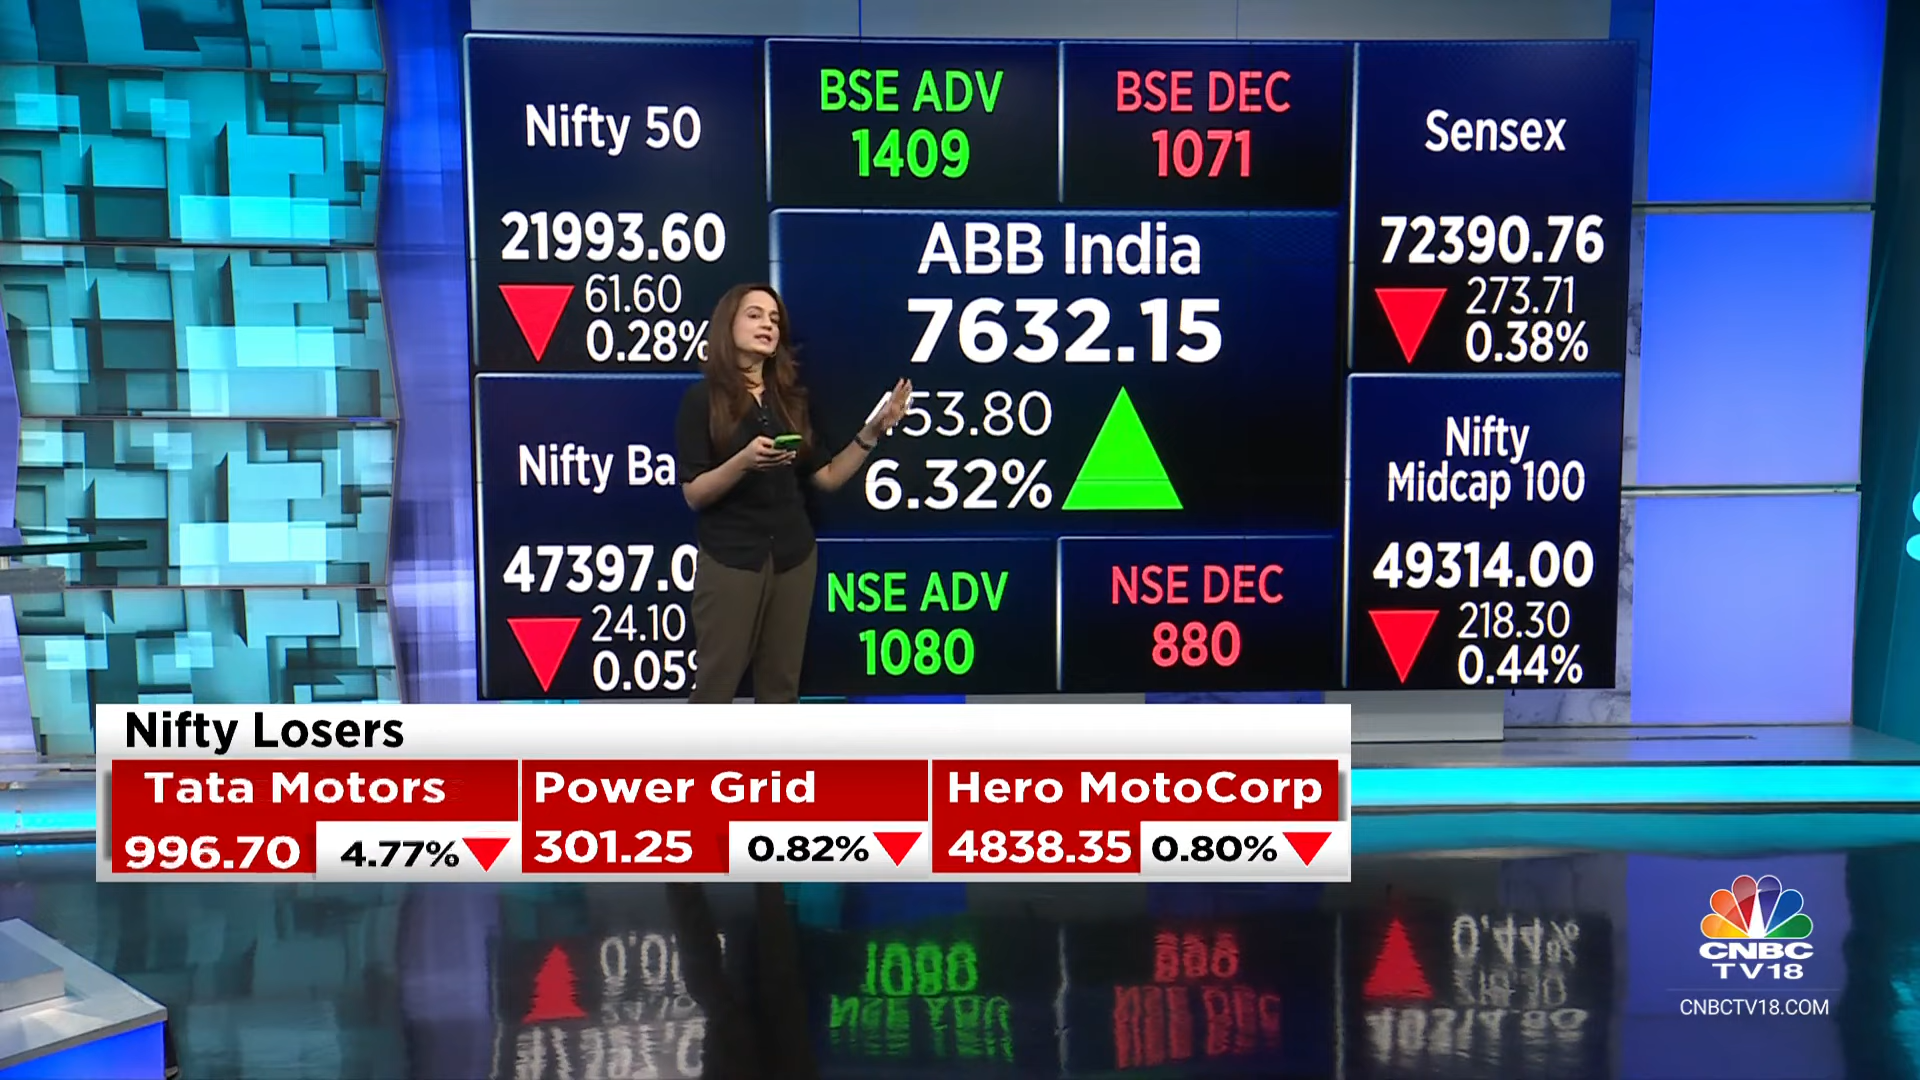 Nifty 50
21993.60
61.60
0.28%
BSE ADV
1409
BSE DEC
1071
Sensex
72390.76
273.71
0.38%
ABB India
7632.15
453.80
6.32%
Nifty Ba
47397.0
24.10
0.05
NSE ADV
1080
NSE DEC
880
Nifty
Midcap 100
49314.00
218.30
0.44%
Nifty Losers
Tata Motors
996.70 4.77%
Power Grid
301.25 0.82%
Hero MotoCorp
4838.35 0.80%
CNBC
TV18
CNBCTV18.COM